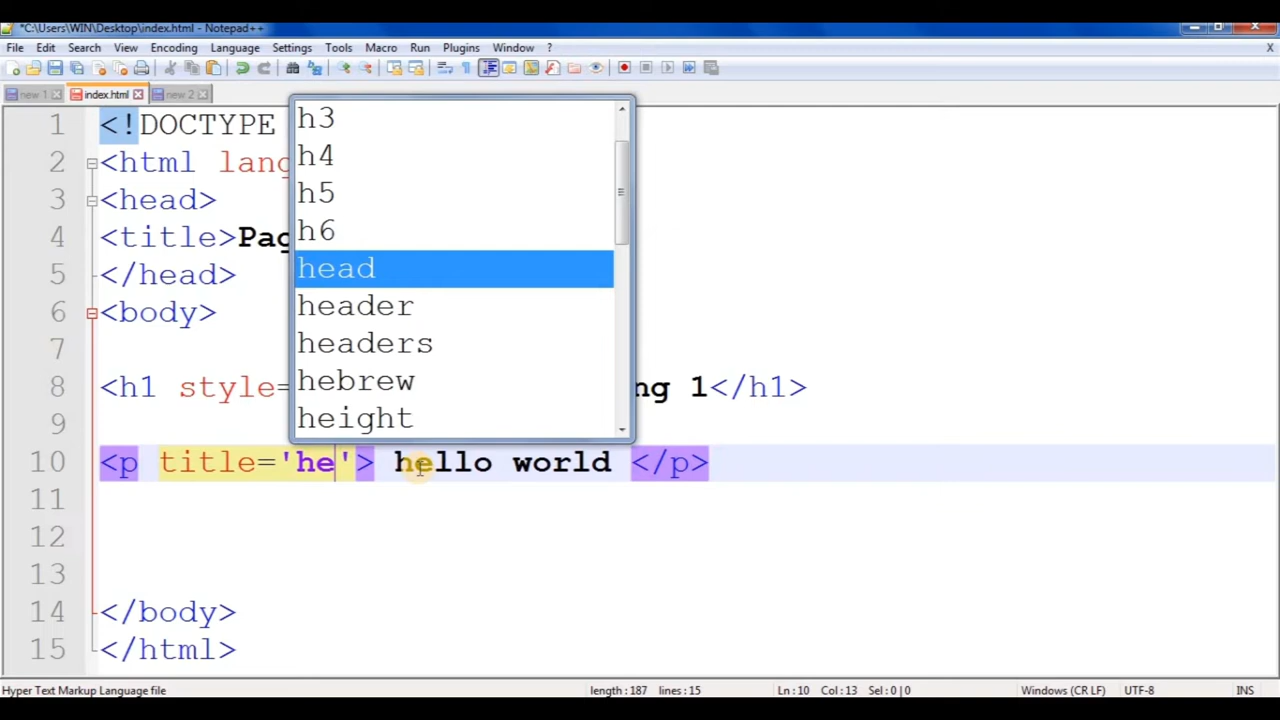 *C:\Users\WIN\Desktop\index.html - Notepad++
File Edit Search View Encoding Language Settings Tools Macro Run Plugins Window ? X
new 1 index.html new 2
1 <!DOCTYPE
2 <html lang
3 <head>
4 <title>Pag
5 </head>
6 <body>
7
8 <h1 style= ng 1</h1>
9
10 <p title='he'> hello world </p>
11
12
13
14 </body>
15 </html>
h3
h4
h5
h6
head
header
headers
hebrew
height
Hyper Text Markup Language file length : 187 lines : 15 Ln : 10 Col : 13 Sel : 0 | 0 Windows (CR LF) UTF-8 INS